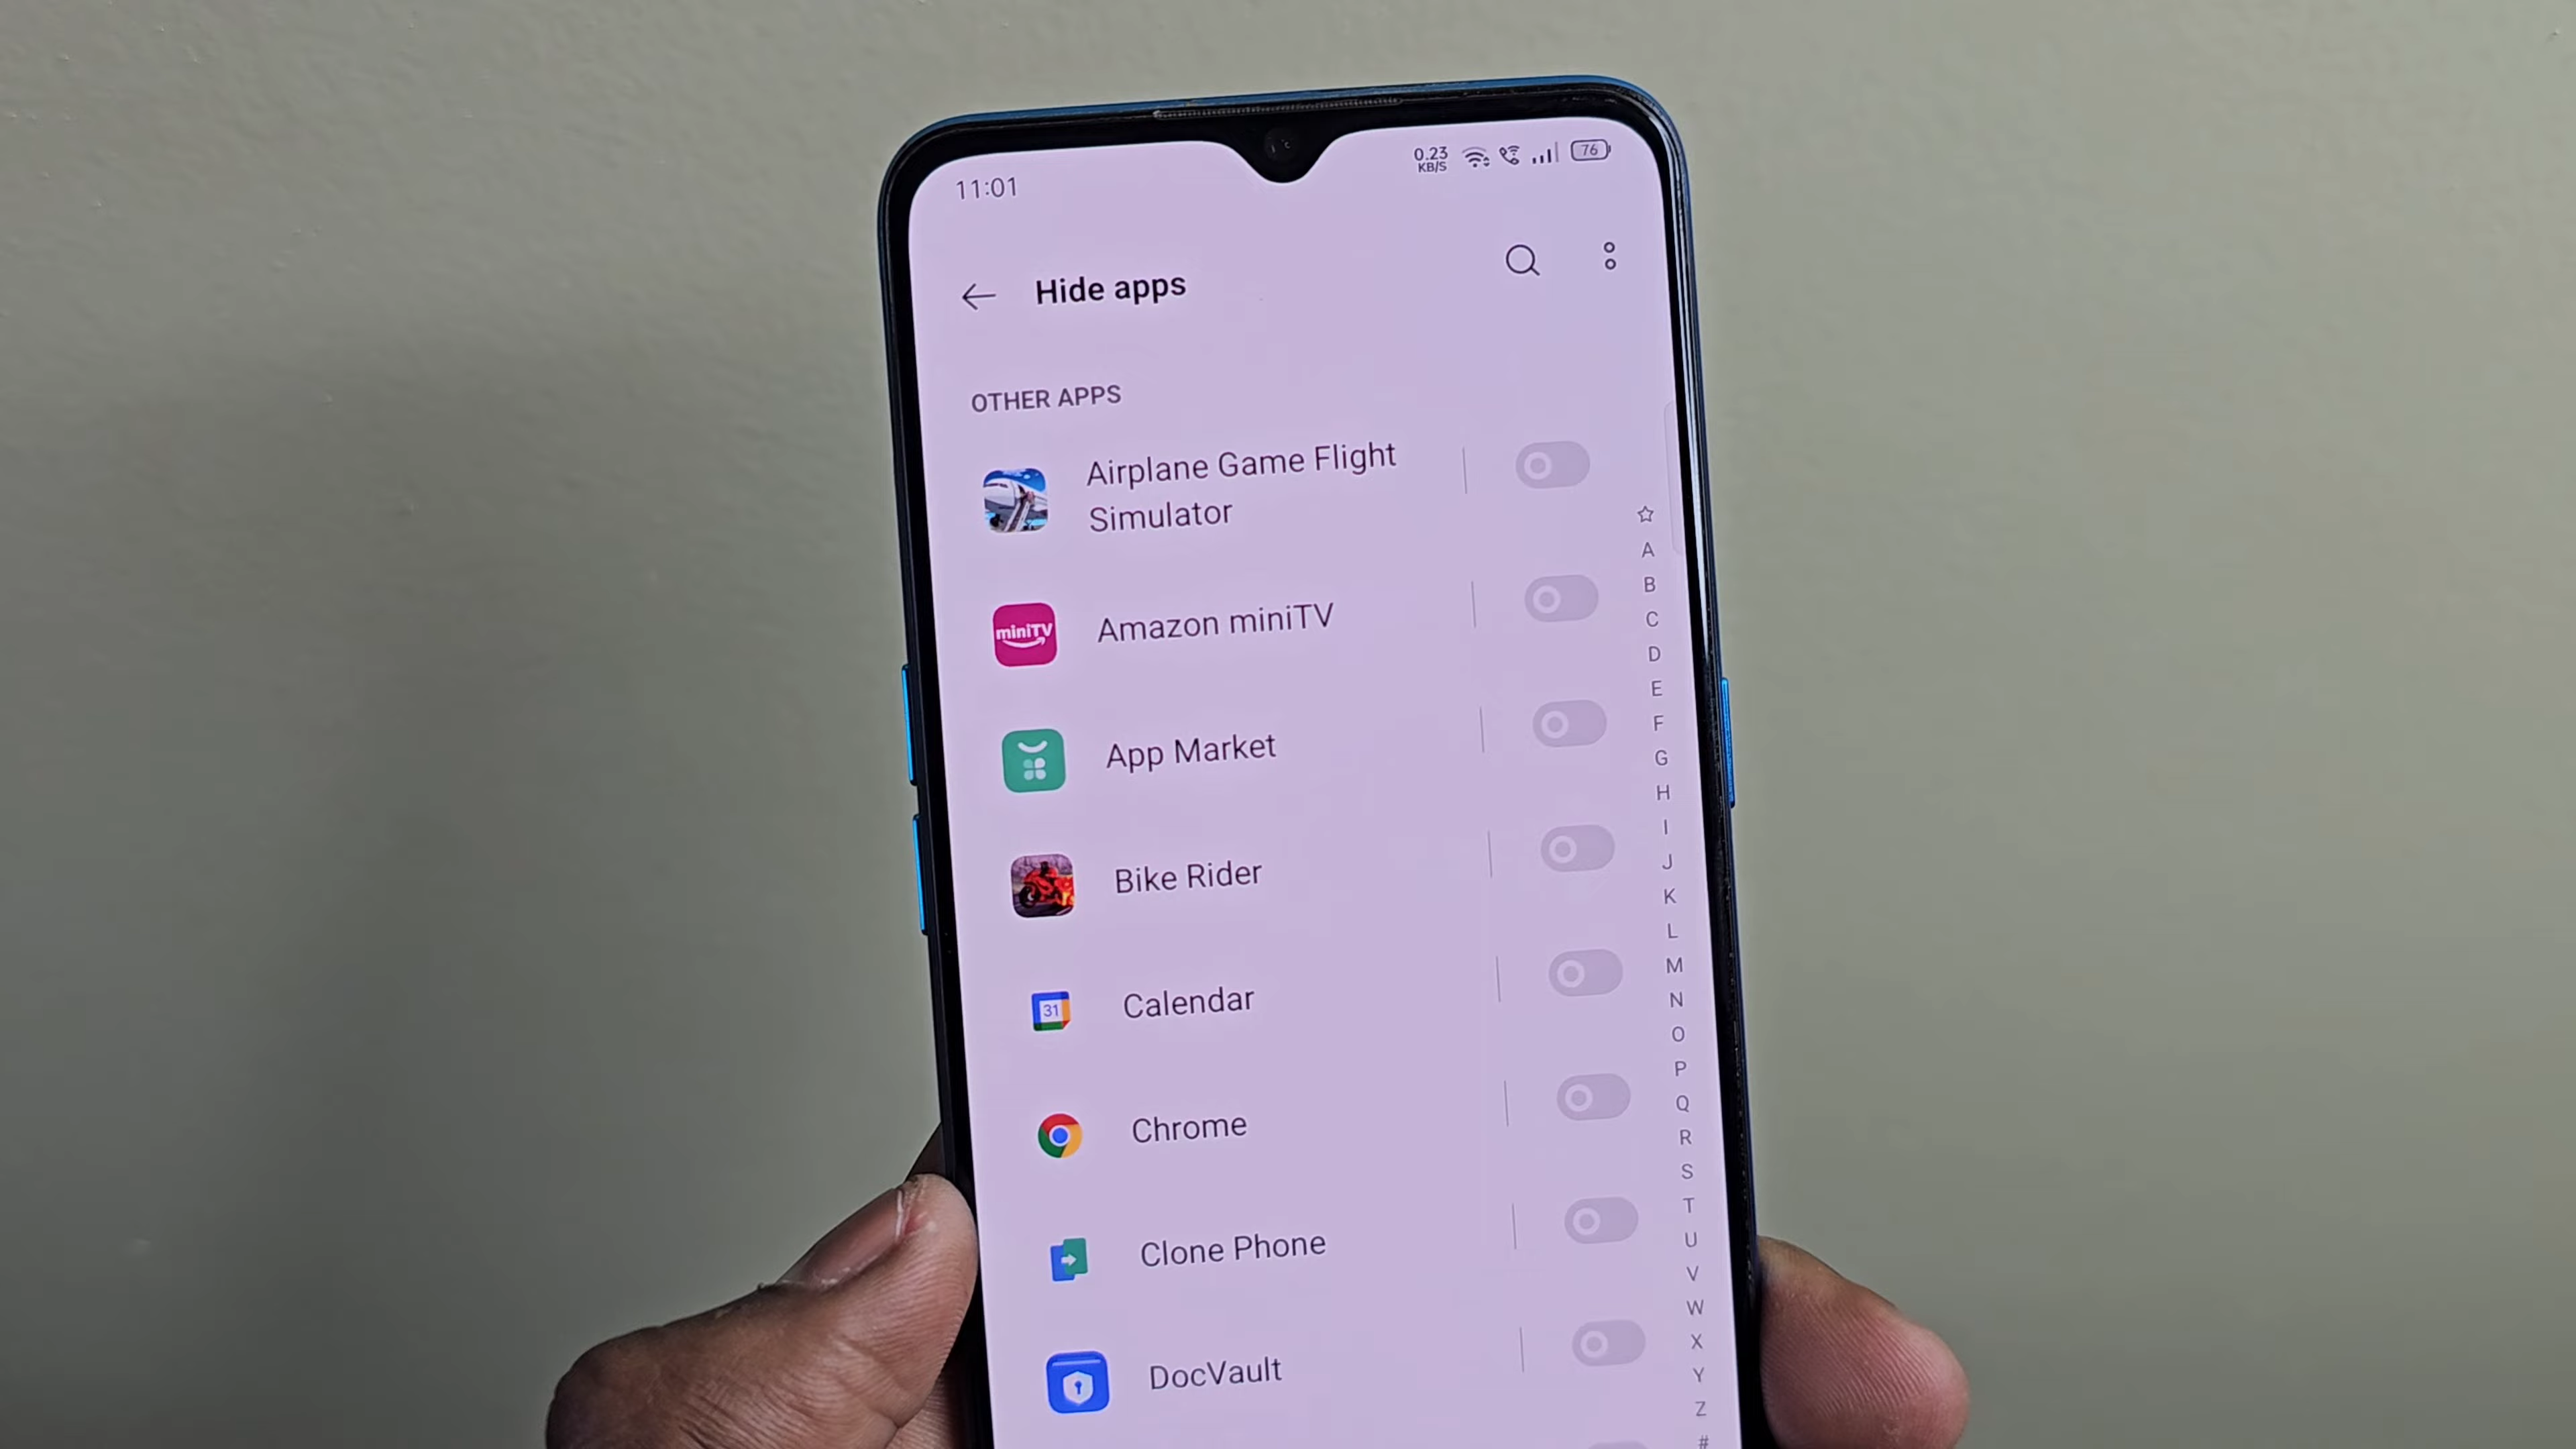 11:01
0.23
KB/S
76
Hide apps
OTHER APPS
Airplane Game Flight
Simulator
miniTV
Amazon miniTV
App Market
Bike Rider
31
Calendar
Chrome
Clone Phone
DocVault
A
B
C
D
E
F
G
H
I
J
K
L
M
N
O
P
Q
R
S
T
U
V
W
X
Y
Z
#